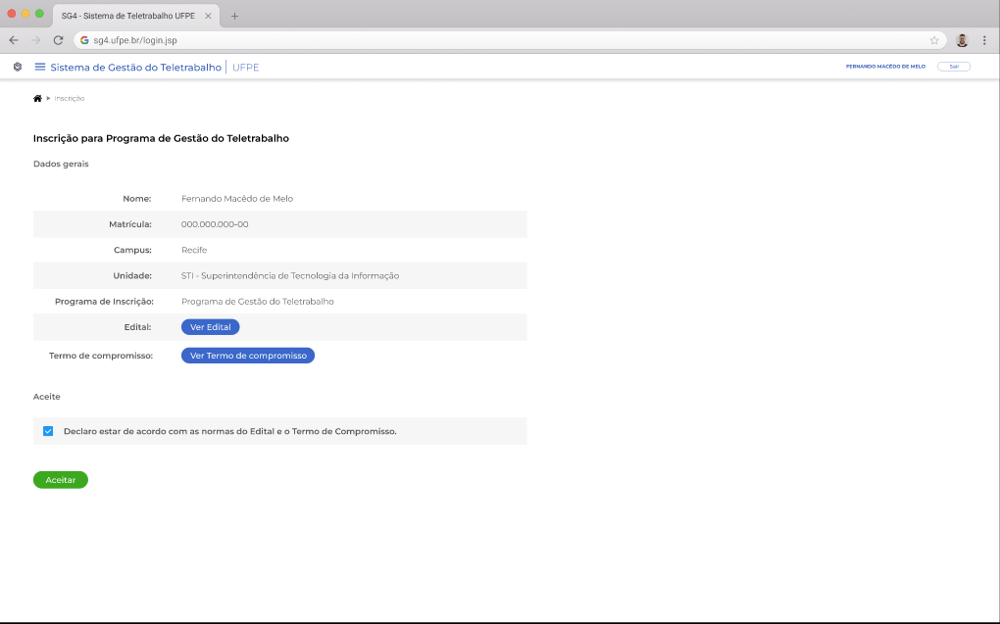 SG4 - Sistema de Teletrabalho UFPE
sg4.ufpe.br/login.jsp
Sistema de Gestão do Teletrabalho UFPE
FERNANDO MACÊDO DE MELO Sair
Inscrição
Inscrição para Programa de Gestão do Teletrabalho
Dados gerais
Nome: Fernando Macêdo de Melo
Matrícula: 000.000.000-00
Campus: Recife
Unidade: STI - Superintendência de Tecnologia da Informação
Programa de Inscrição: Programa de Gestão do Teletrabalho
Edital: Ver Edital
Termo de compromisso: Ver Termo de compromisso
Aceite
Declaro estar de acordo com as normas do Edital e o Termo de Compromisso.
Aceitar